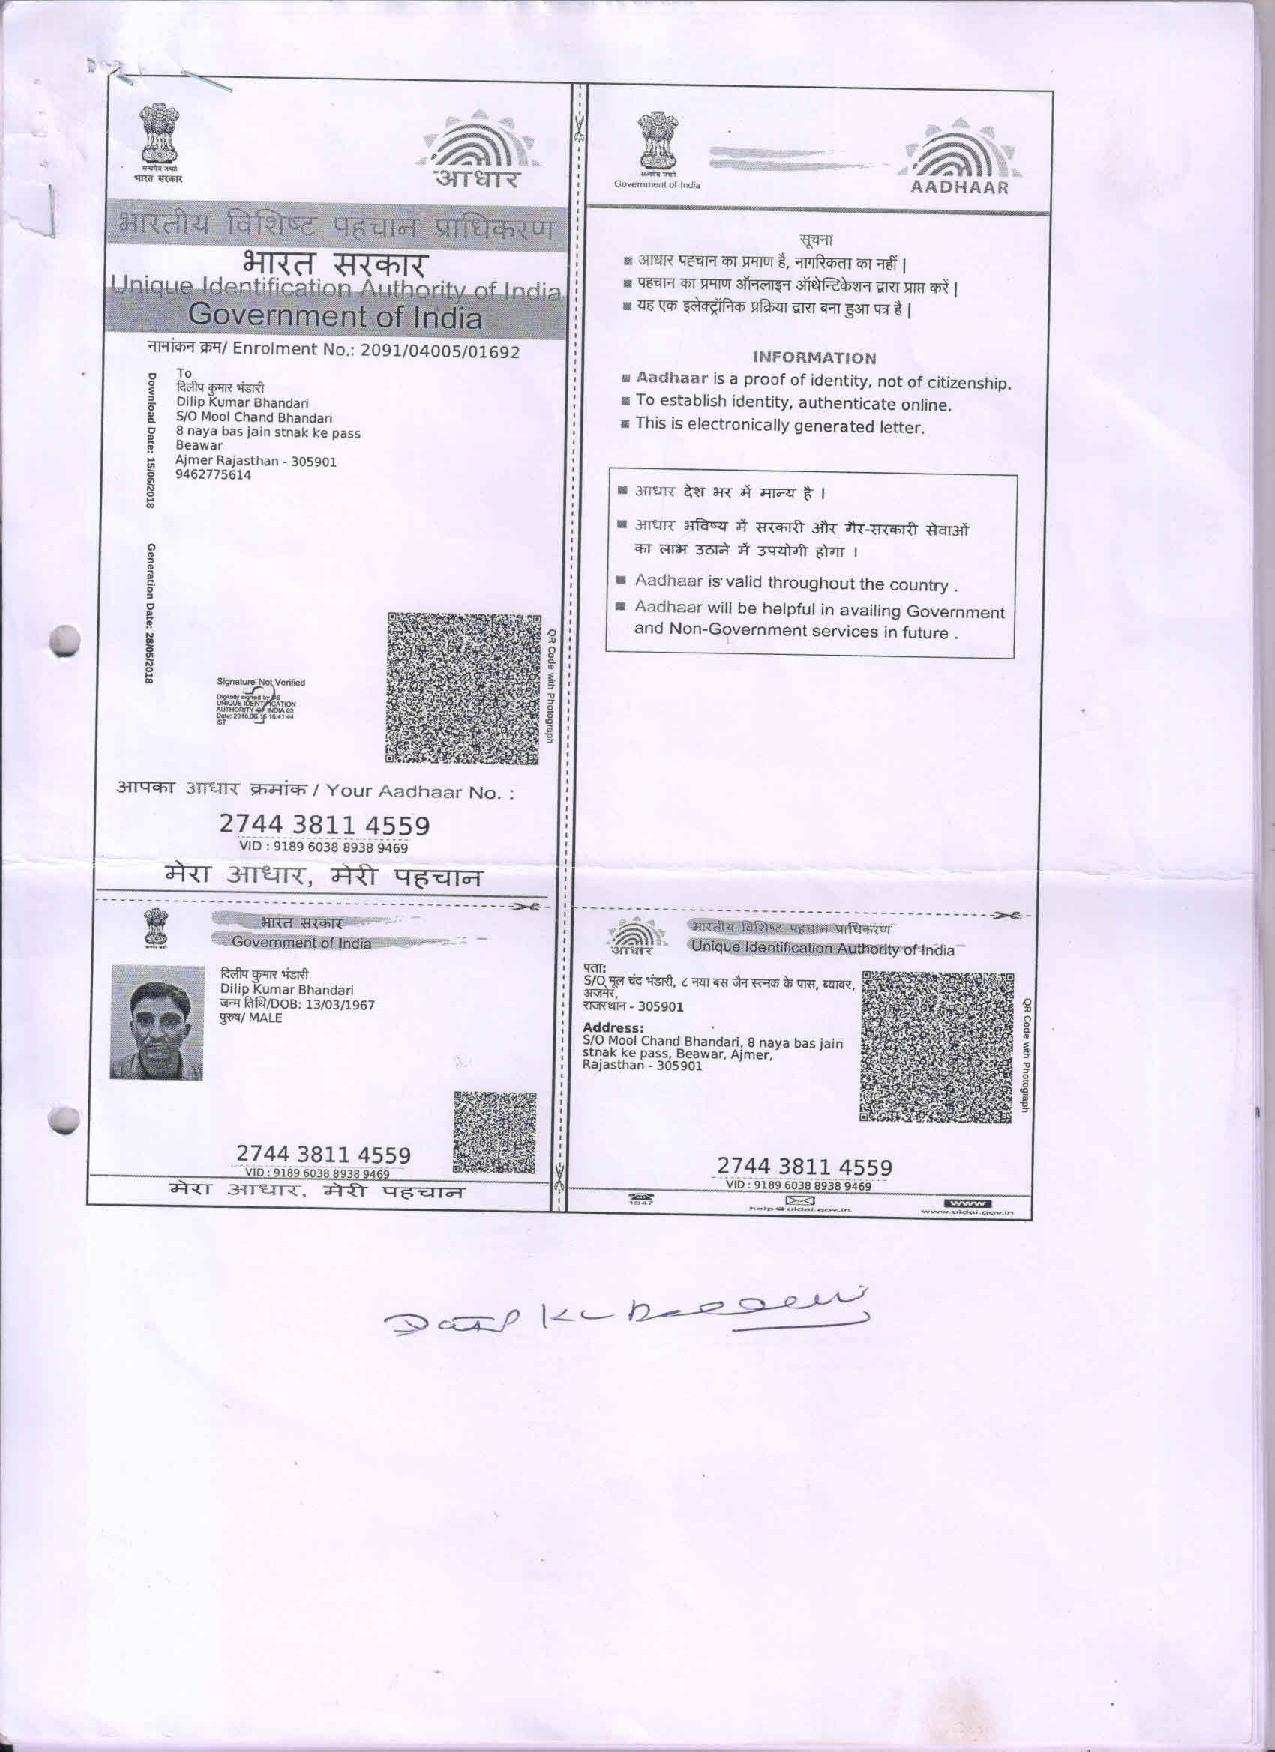 सत्यमेव जयते
भारत सरकार
आधार
भारतीय विशिष्ट पहचान प्राधिकरण
भारत सरकार
Unique Identification Authority of India
Government of India
नामांकन क्रम/ Enrolment No.: 2091/04005/01692
To
दिलीप कुमार भंडारी
Dilip Kumar Bhandari
S/O Mool Chand Bhandari
8 naya bas jain stnak ke pass
Beawar
Ajmer Rajasthan - 305901
9462775614
Download Date: 15/06/2018
Generation Date: 28/05/2018
Signature Not Verified
QR Code with Photograph
आपका आधार क्रमांक / Your Aadhaar No. :
2744 3811 4559
VID : 9189 6038 8938 9469
मेरा आधार, मेरी पहचान
Government of India
AADHAAR
सूचना
■ आधार पहचान का प्रमाण है, नागरिकता का नहीं |
■ पहचान का प्रमाण ऑनलाइन ऑथेन्टिकेशन द्वारा प्राप्त करें |
■ यह एक इलेक्ट्रॉनिक प्रक्रिया द्वारा बना हुआ पत्र है |
INFORMATION
■ Aadhaar is a proof of identity, not of citizenship.
■ To establish identity, authenticate online.
■ This is electronically generated letter.
■ आधार देश भर में मान्य है ।
■ आधार भविष्य में सरकारी और गैर-सरकारी सेवाओं
का लाभ उठाने में उपयोगी होगा ।
■ Aadhaar is valid throughout the country .
■ Aadhaar will be helpful in availing Government
and Non-Government services in future .
भारत सरकार
Government of India
दिलीप कुमार भंडारी
Dilip Kumar Bhandari
जन्म तिथि/DOB: 13/03/1967
पुरुष/ MALE
2744 3811 4559
VID : 9189 6038 8938 9469
मेरा आधार, मेरी पहचान
आधार
भारतीय विशिष्ट पहचान प्राधिकरण
Unique Identification Authority of India
पता:
S/O मूल चंद भंडारी, ८ नया बस जैन स्त्नक के पास, ब्यावर,
अजमेर,
राजस्थान - 305901
Address:
S/O Mool Chand Bhandari, 8 naya bas jain
stnak ke pass, Beawar, Ajmer,
Rajasthan - 305901
QR Code with Photograph
2744 3811 4559
VID : 9189 6038 8938 9469
1947
help@uidai.gov.in
www
www.uidai.gov.in